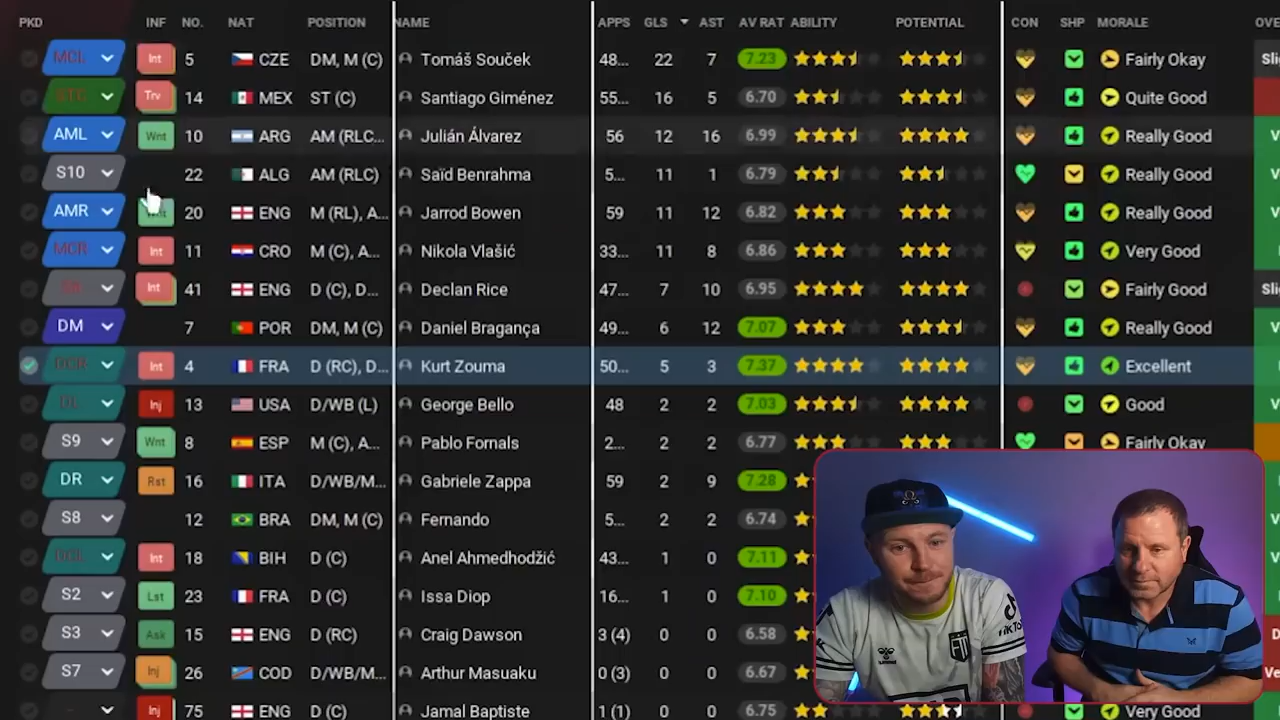 PKD INF NO. NAT POSITION NAME APPS GLS AST AV RAT ABILITY POTENTIAL CON SHP MORALE OVE
MCL Int 5 CZE DM, M (C) Tomáš Souček 48... 22 7 7.23 Fairly Okay Sli
STC Trv 14 MEX ST (C) Santiago Giménez 55... 16 5 6.70 Quite Good
AML Wnt 10 ARG AM (RLC... Julián Álvarez 56 12 16 6.99 Really Good V
S10 22 ALG AM (RLC) Saïd Benrahma 5... 11 1 6.79 Really Good V
AMR Wnt 20 ENG M (RL), A... Jarrod Bowen 59 11 12 6.82 Really Good V
MCR Int 11 CRO M (C), A... Nikola Vlašić 33... 11 8 6.86 Very Good
Int 41 ENG D (C), D... Declan Rice 47... 7 10 6.95 Fairly Good Sli
DM 7 POR DM, M (C) Daniel Bragança 49... 6 12 7.07 Really Good V
DCR Int 4 FRA D (RC), D... Kurt Zouma 50... 5 3 7.37 Excellent
DL Inj 13 USA D/WB (L) George Bello 48 2 2 7.03 Good V
S9 Wnt 8 ESP M (C), A... Pablo Fornals 2... 2 2 6.77 Fairly Okay
DR Rst 16 ITA D/WB/M... Gabriele Zappa 59 2 9 7.28
S8 12 BRA DM, M (C) Fernando 5... 2 2 6.74 V
DCL Int 18 BIH D (C) Anel Ahmedhodžić 43... 1 0 7.11 V
S2 Lst 23 FRA D (C) Issa Diop 16... 1 0 7.10
S3 Ask 15 ENG D (RC) Craig Dawson 3 (4) 0 0 6.58 D
S7 Inj 26 COD D/WB/M... Arthur Masuaku 0 (3) 0 0 6.67 Ve
- Inj 75 ENG D (C) Jamal Baptiste 1 (1) 0 0 6.75 Very Good V